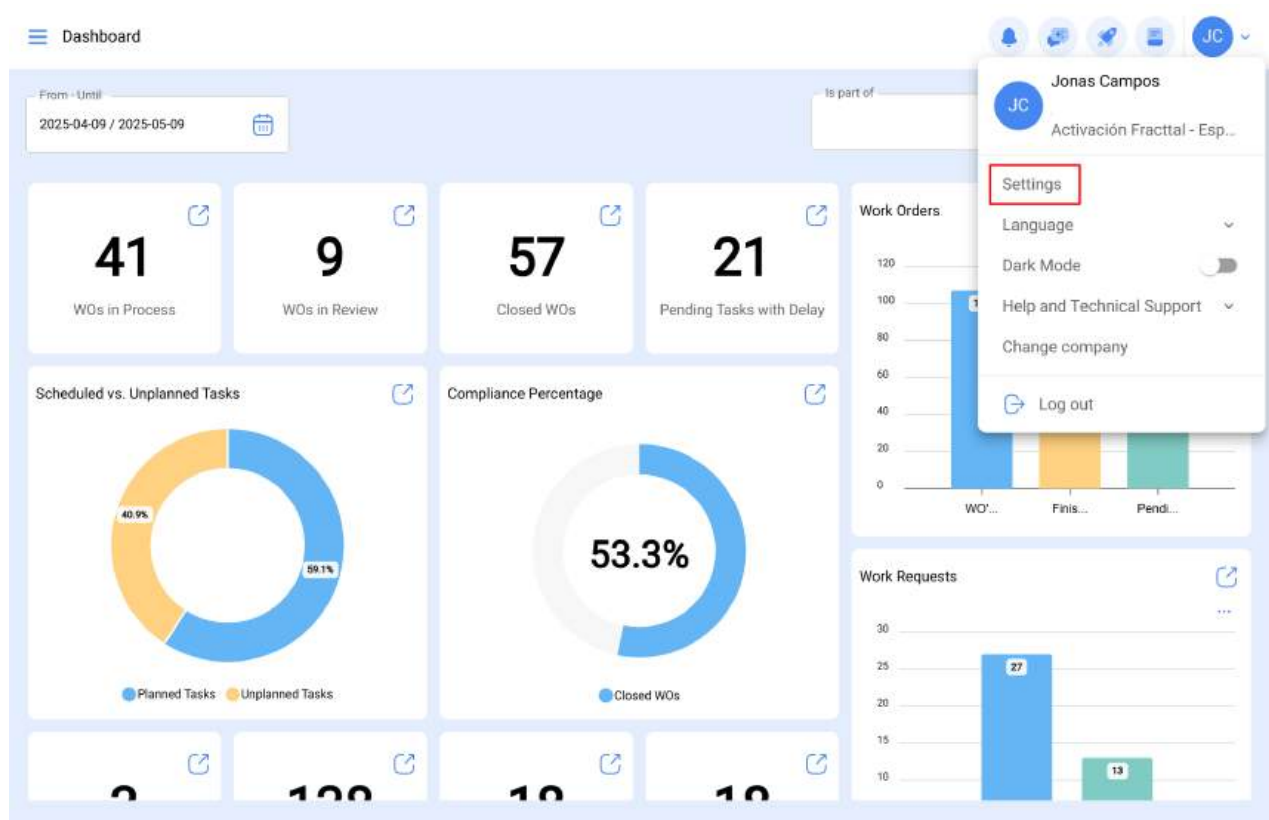 Dashboard
JC
From - Until
2025-04-09 / 2025-05-09
Is part of
JC
Jonas Campos
Activación Fracttal - Esp...
Settings
Language
Dark Mode
Help and Technical Support
Change company
Log out
41
WOs in Process
9
WOs in Review
57
Closed WOs
21
Pending Tasks with Delay
Work Orders
120
100
80
60
40
20
0
WO'...
Finis...
Pendi...
Scheduled vs. Unplanned Tasks
40.9%
59.1%
Planned Tasks
Unplanned Tasks
Compliance Percentage
53.3%
Closed WOs
Work Requests
...
30
25
20
15
10
27
13